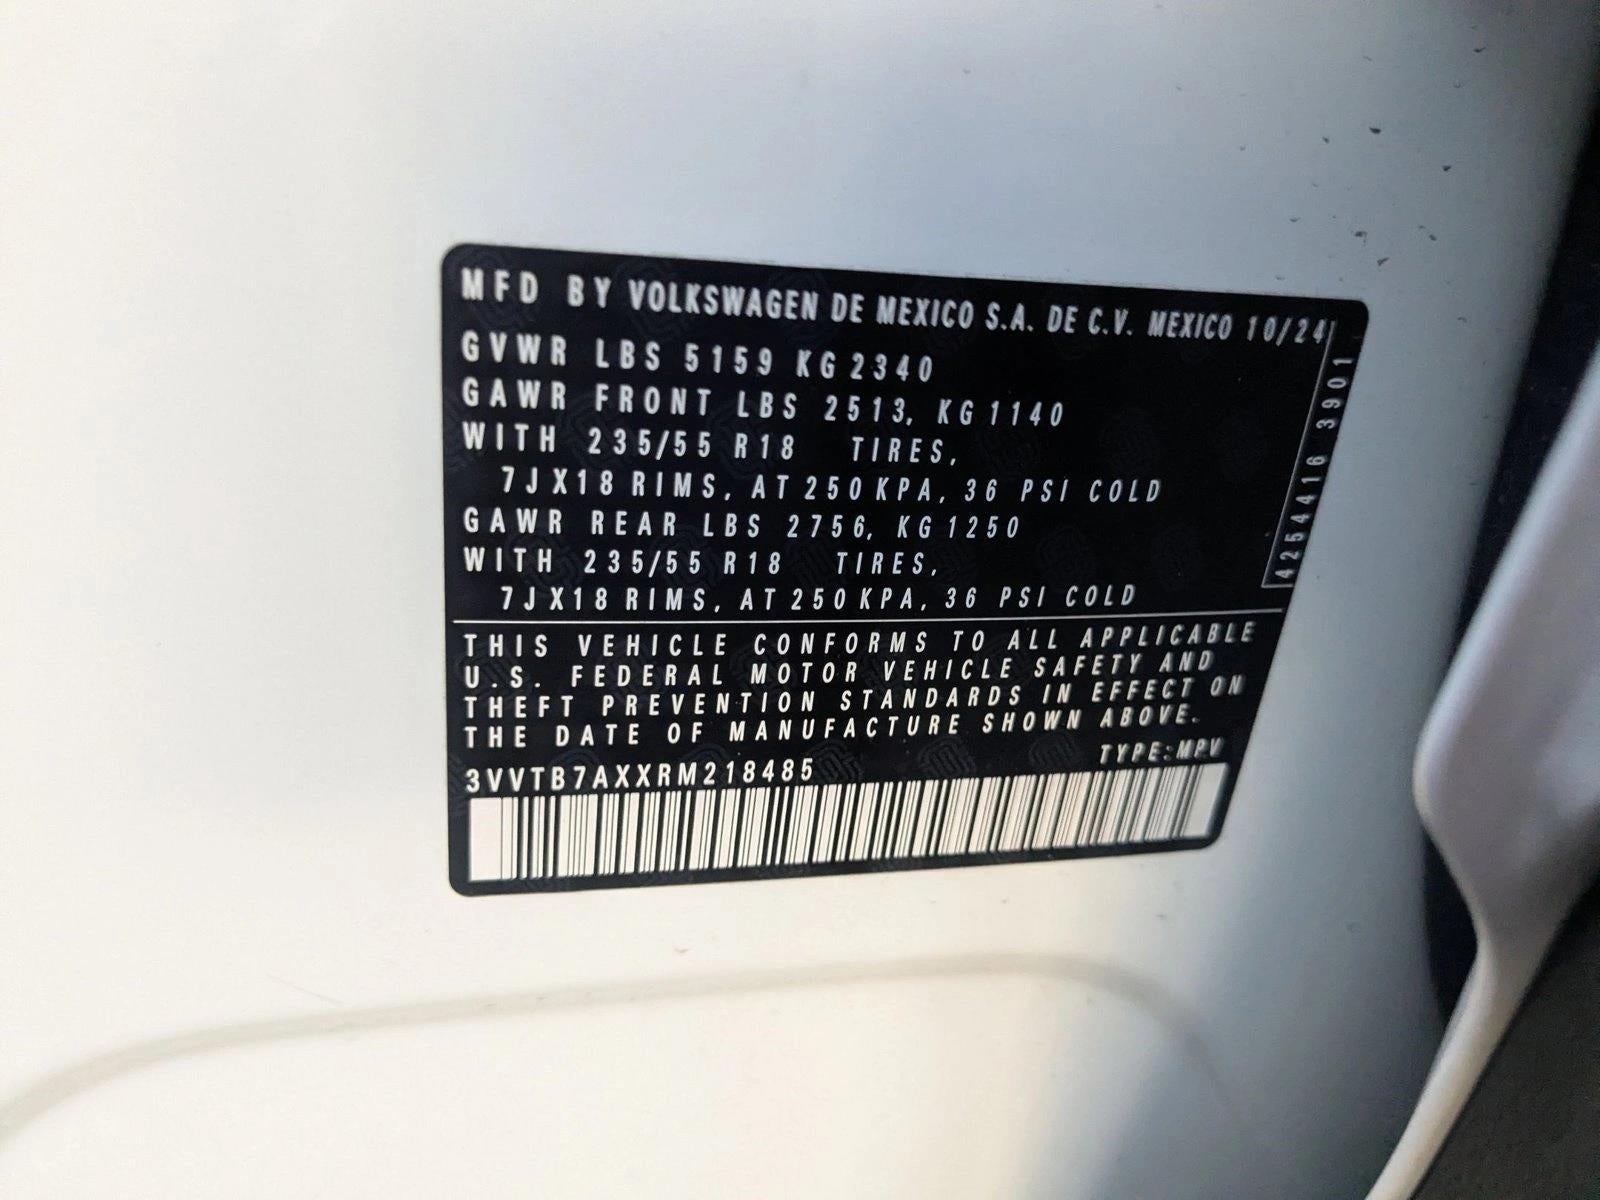 MFD BY VOLKSWAGEN DE MEXICO S.A. DE C.V. MEXICO 10/24
GVWR LBS 5159 KG 2340
GAWR FRONT LBS 2513, KG 1140
WITH 235/55 R18 TIRES,
7JX18 RIMS, AT 250 KPA, 36 PSI COLD
GAWR REAR LBS 2756, KG 1250
WITH 235/55 R18 TIRES,
7JX18 RIMS, AT 250 KPA, 36 PSI COLD
4254416 3901
THIS VEHICLE CONFORMS TO ALL APPLICABLE
U.S. FEDERAL MOTOR VEHICLE SAFETY AND
THEFT PREVENTION STANDARDS IN EFFECT ON
THE DATE OF MANUFACTURE SHOWN ABOVE.
TYPE:MPV
3VVTB7AXXRM218485